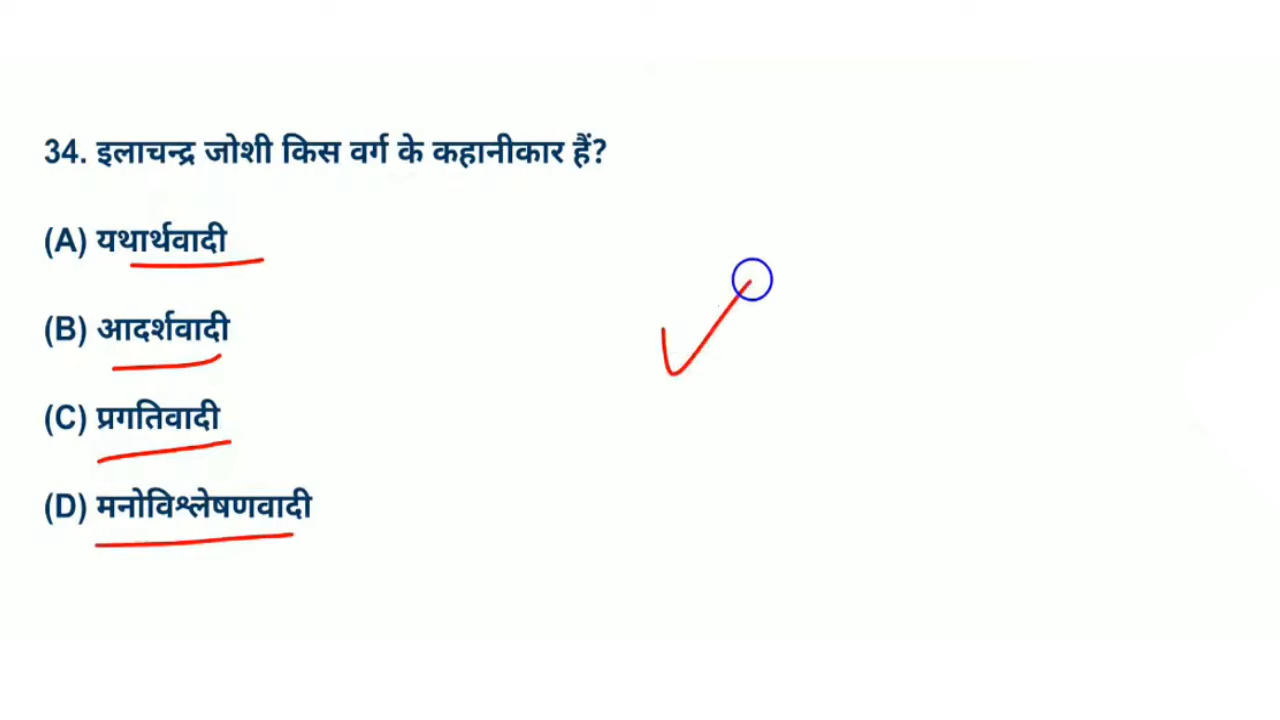 34. इलाचन्द्र जोशी किस वर्ग के कहानीकार हैं?
(A) यथार्थवादी
(B) आदर्शवादी
(C) प्रगतिवादी
(D) मनोविश्लेषणवादी